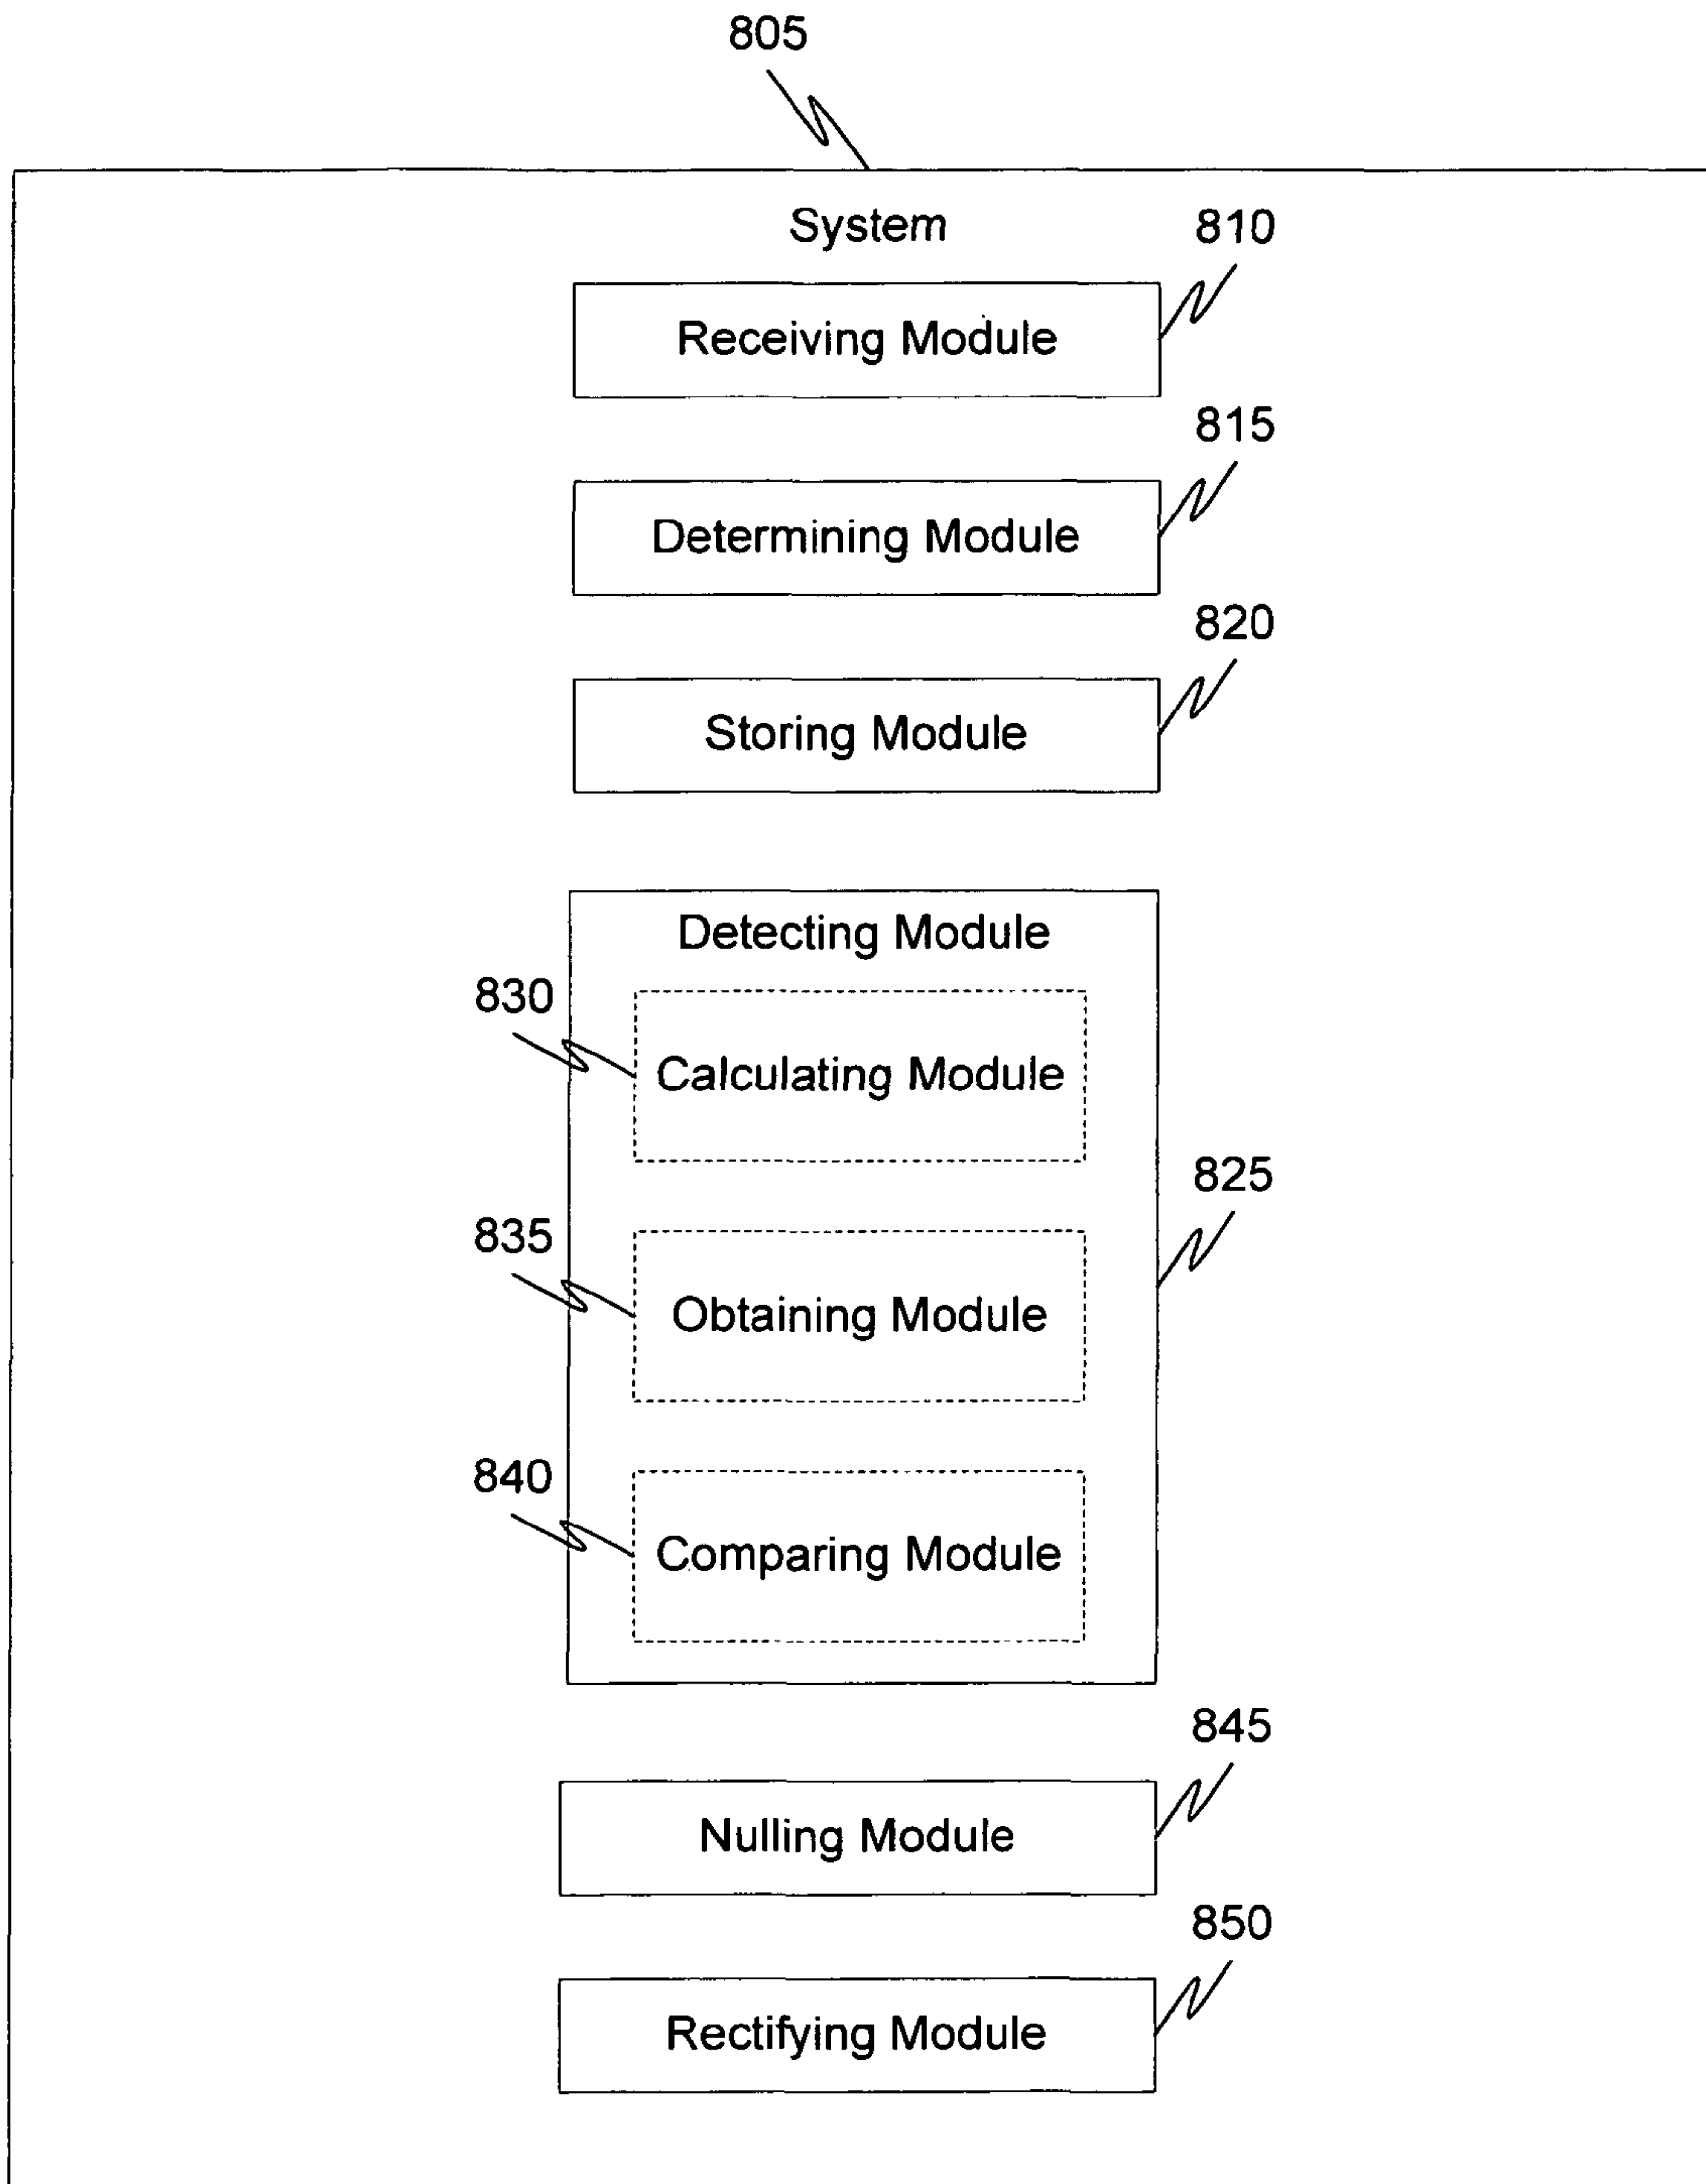 805
System
810
Receiving Module
815
Determining Module
820
Storing Module
Detecting Module
830
Calculating Module
825
835
Obtaining Module
840
Comparing Module
845
Nulling Module
850
Rectifying Module